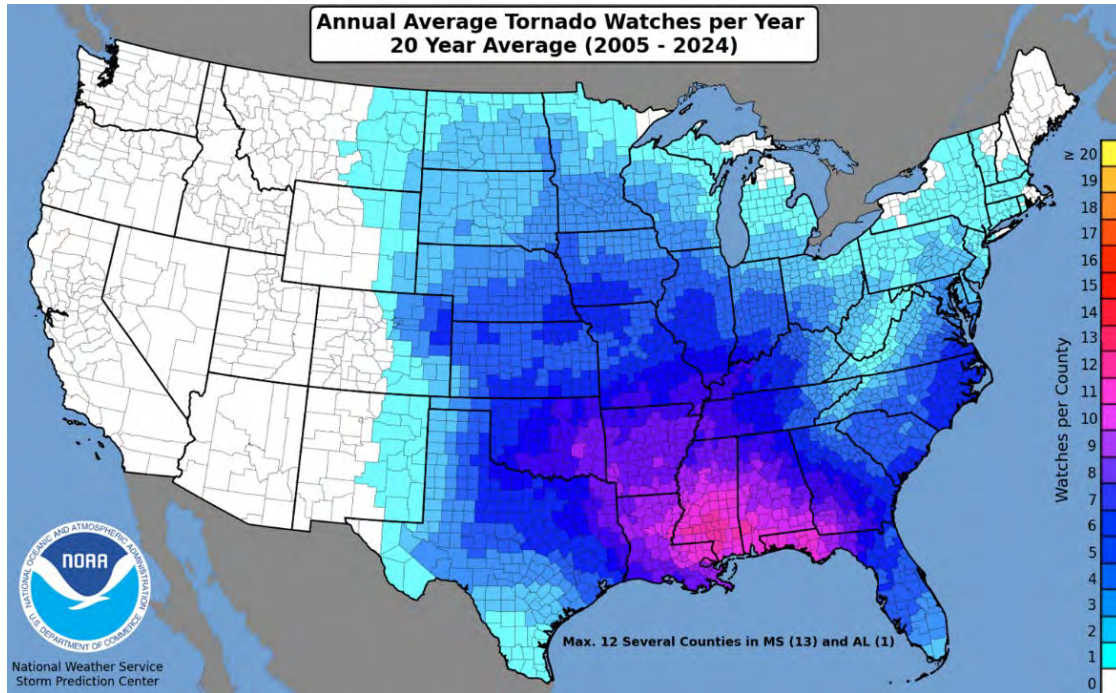 Annual Average Tornado Watches per Year
20 Year Average (2005 - 2024)
≥ 20
19
18
17
16
15
14
13
12
11
10
9
8
7
6
5
4
3
2
1
0
Watches per County
Max. 12 Several Counties in MS (13) and AL (1)
NATIONAL OCEANIC AND ATMOSPHERIC ADMINISTRATION
NOAA
U.S. DEPARTMENT OF COMMERCE
National Weather Service
Storm Prediction Center